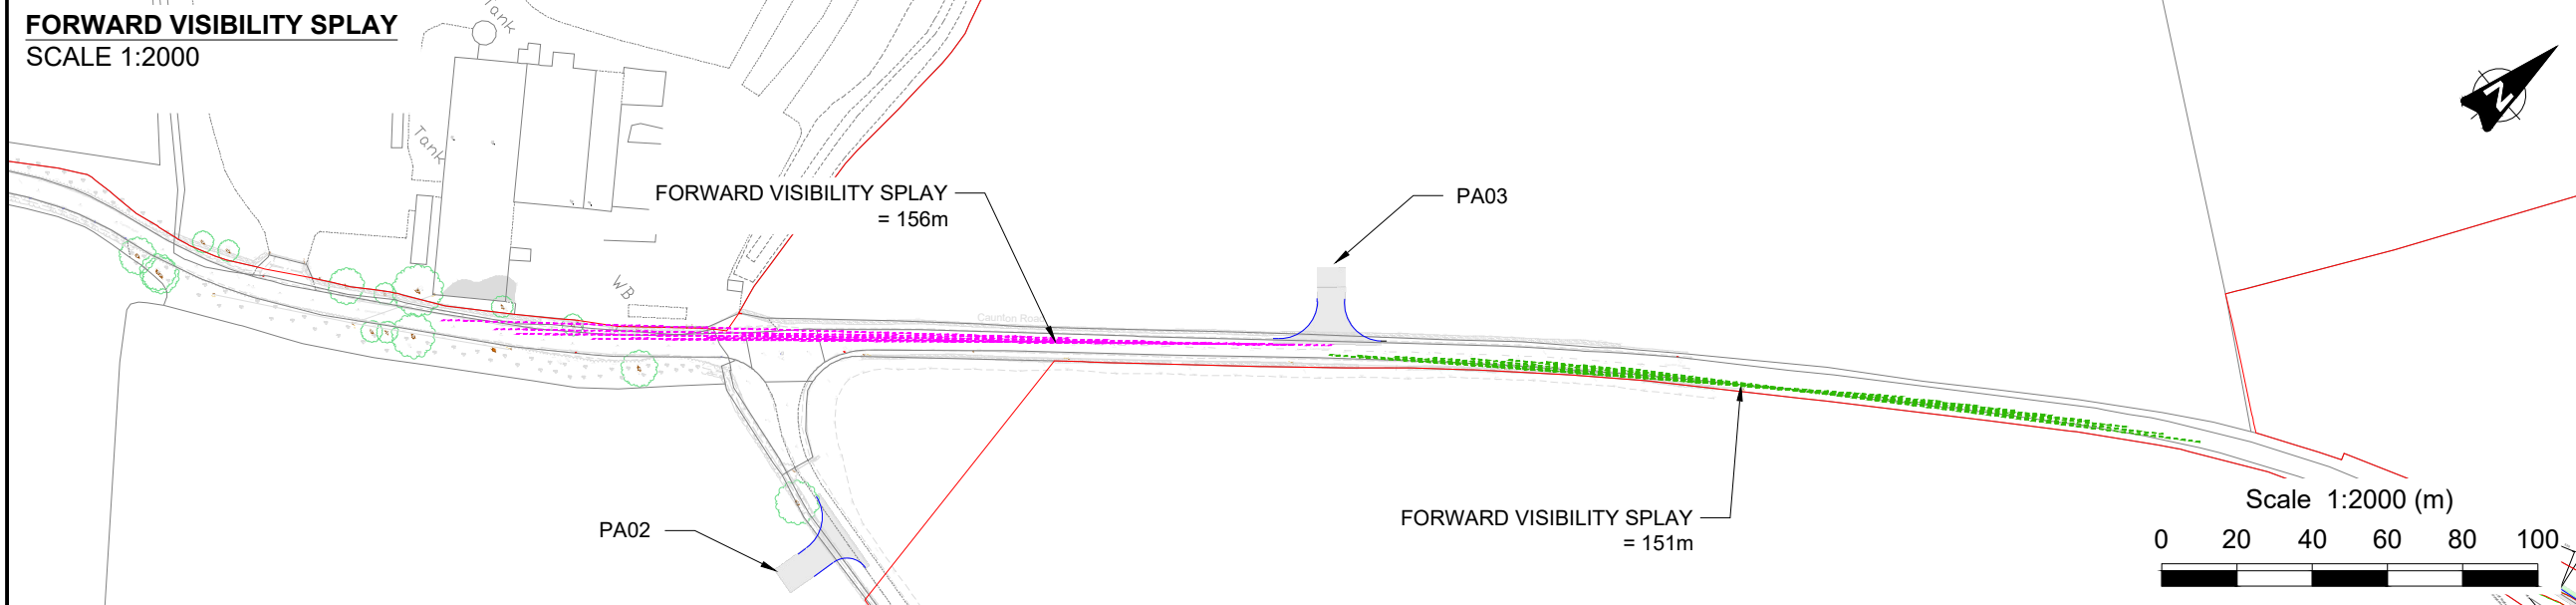 FORWARD VISIBILITY SPLAY
SCALE 1:2000
Tank
Tank
FORWARD VISIBILITY SPLAY
= 156m
PA03
N
WB
Caunton Road
PA02
FORWARD VISIBILITY SPLAY
= 151m
Scale 1:2000 (m)
0 20 40 60 80 100